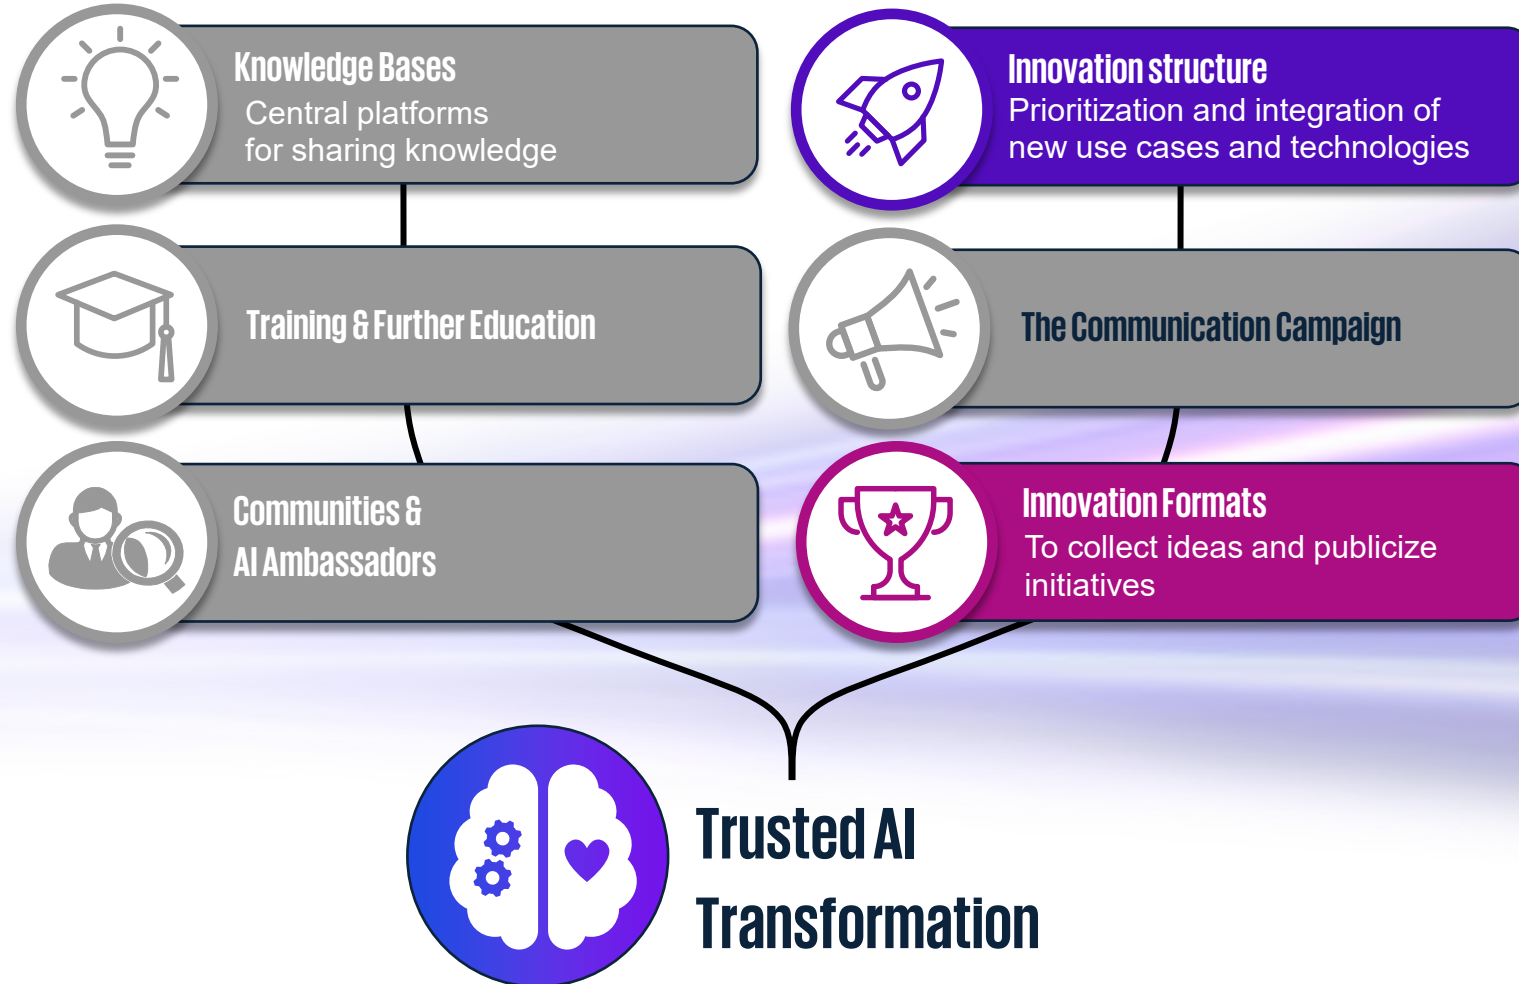 Knowledge Bases
Central platforms
for sharing knowledge
Training & Further Education
Communities &
AI Ambassadors
Innovation structure
Prioritization and integration of
new use cases and technologies
The Communication Campaign
Innovation Formats
To collect ideas and publicize
initiatives
Trusted AI
Transformation